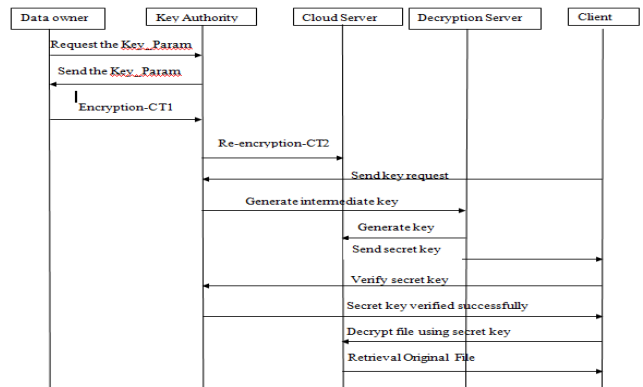 Data owner
Key Authority
Cloud Server
Decryption Server
Client
Request the Key_Param
Send the Key_Param
Encryption-CT1
Re-encryption-CT2
Send key request
Generate intermediate key
Generate key
Send secret key
Verify secret key
Secret key verified successfully
Decrypt file using secret key
Retrieval Original File